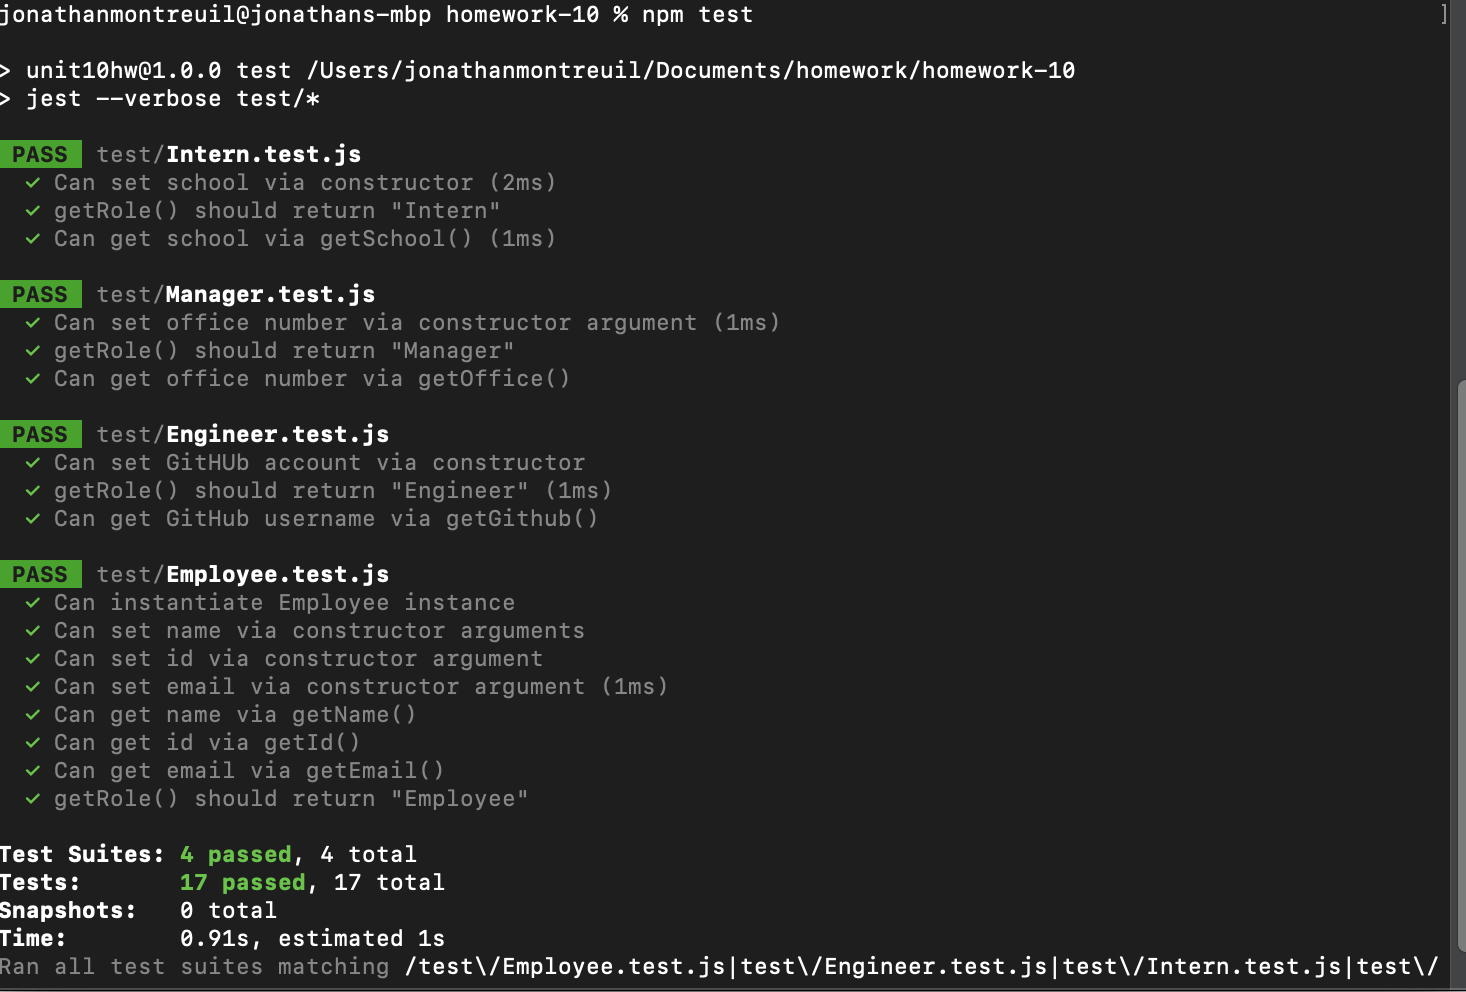 jonathanmontreuil@jonathans-mbp homework-10 % npm test ]
> unit10hw@1.0.0 test /Users/jonathanmontreuil/Documents/homework/homework-10
> jest --verbose test/*
PASS test/Intern.test.js
✓ Can set school via constructor (2ms)
✓ getRole() should return "Intern"
✓ Can get school via getSchool() (1ms)
PASS test/Manager.test.js
✓ Can set office number via constructor argument (1ms)
✓ getRole() should return "Manager"
✓ Can get office number via getOffice()
PASS test/Engineer.test.js
✓ Can set GitHUb account via constructor
✓ getRole() should return "Engineer" (1ms)
✓ Can get GitHub username via getGithub()
PASS test/Employee.test.js
✓ Can instantiate Employee instance
✓ Can set name via constructor arguments
✓ Can set id via constructor argument
✓ Can set email via constructor argument (1ms)
✓ Can get name via getName()
✓ Can get id via getId()
✓ Can get email via getEmail()
✓ getRole() should return "Employee"
Test Suites: 4 passed, 4 total
Tests: 17 passed, 17 total
Snapshots: 0 total
Time: 0.91s, estimated 1s
Ran all test suites matching /test\/Employee.test.js|test\/Engineer.test.js|test\/Intern.test.js|test\/